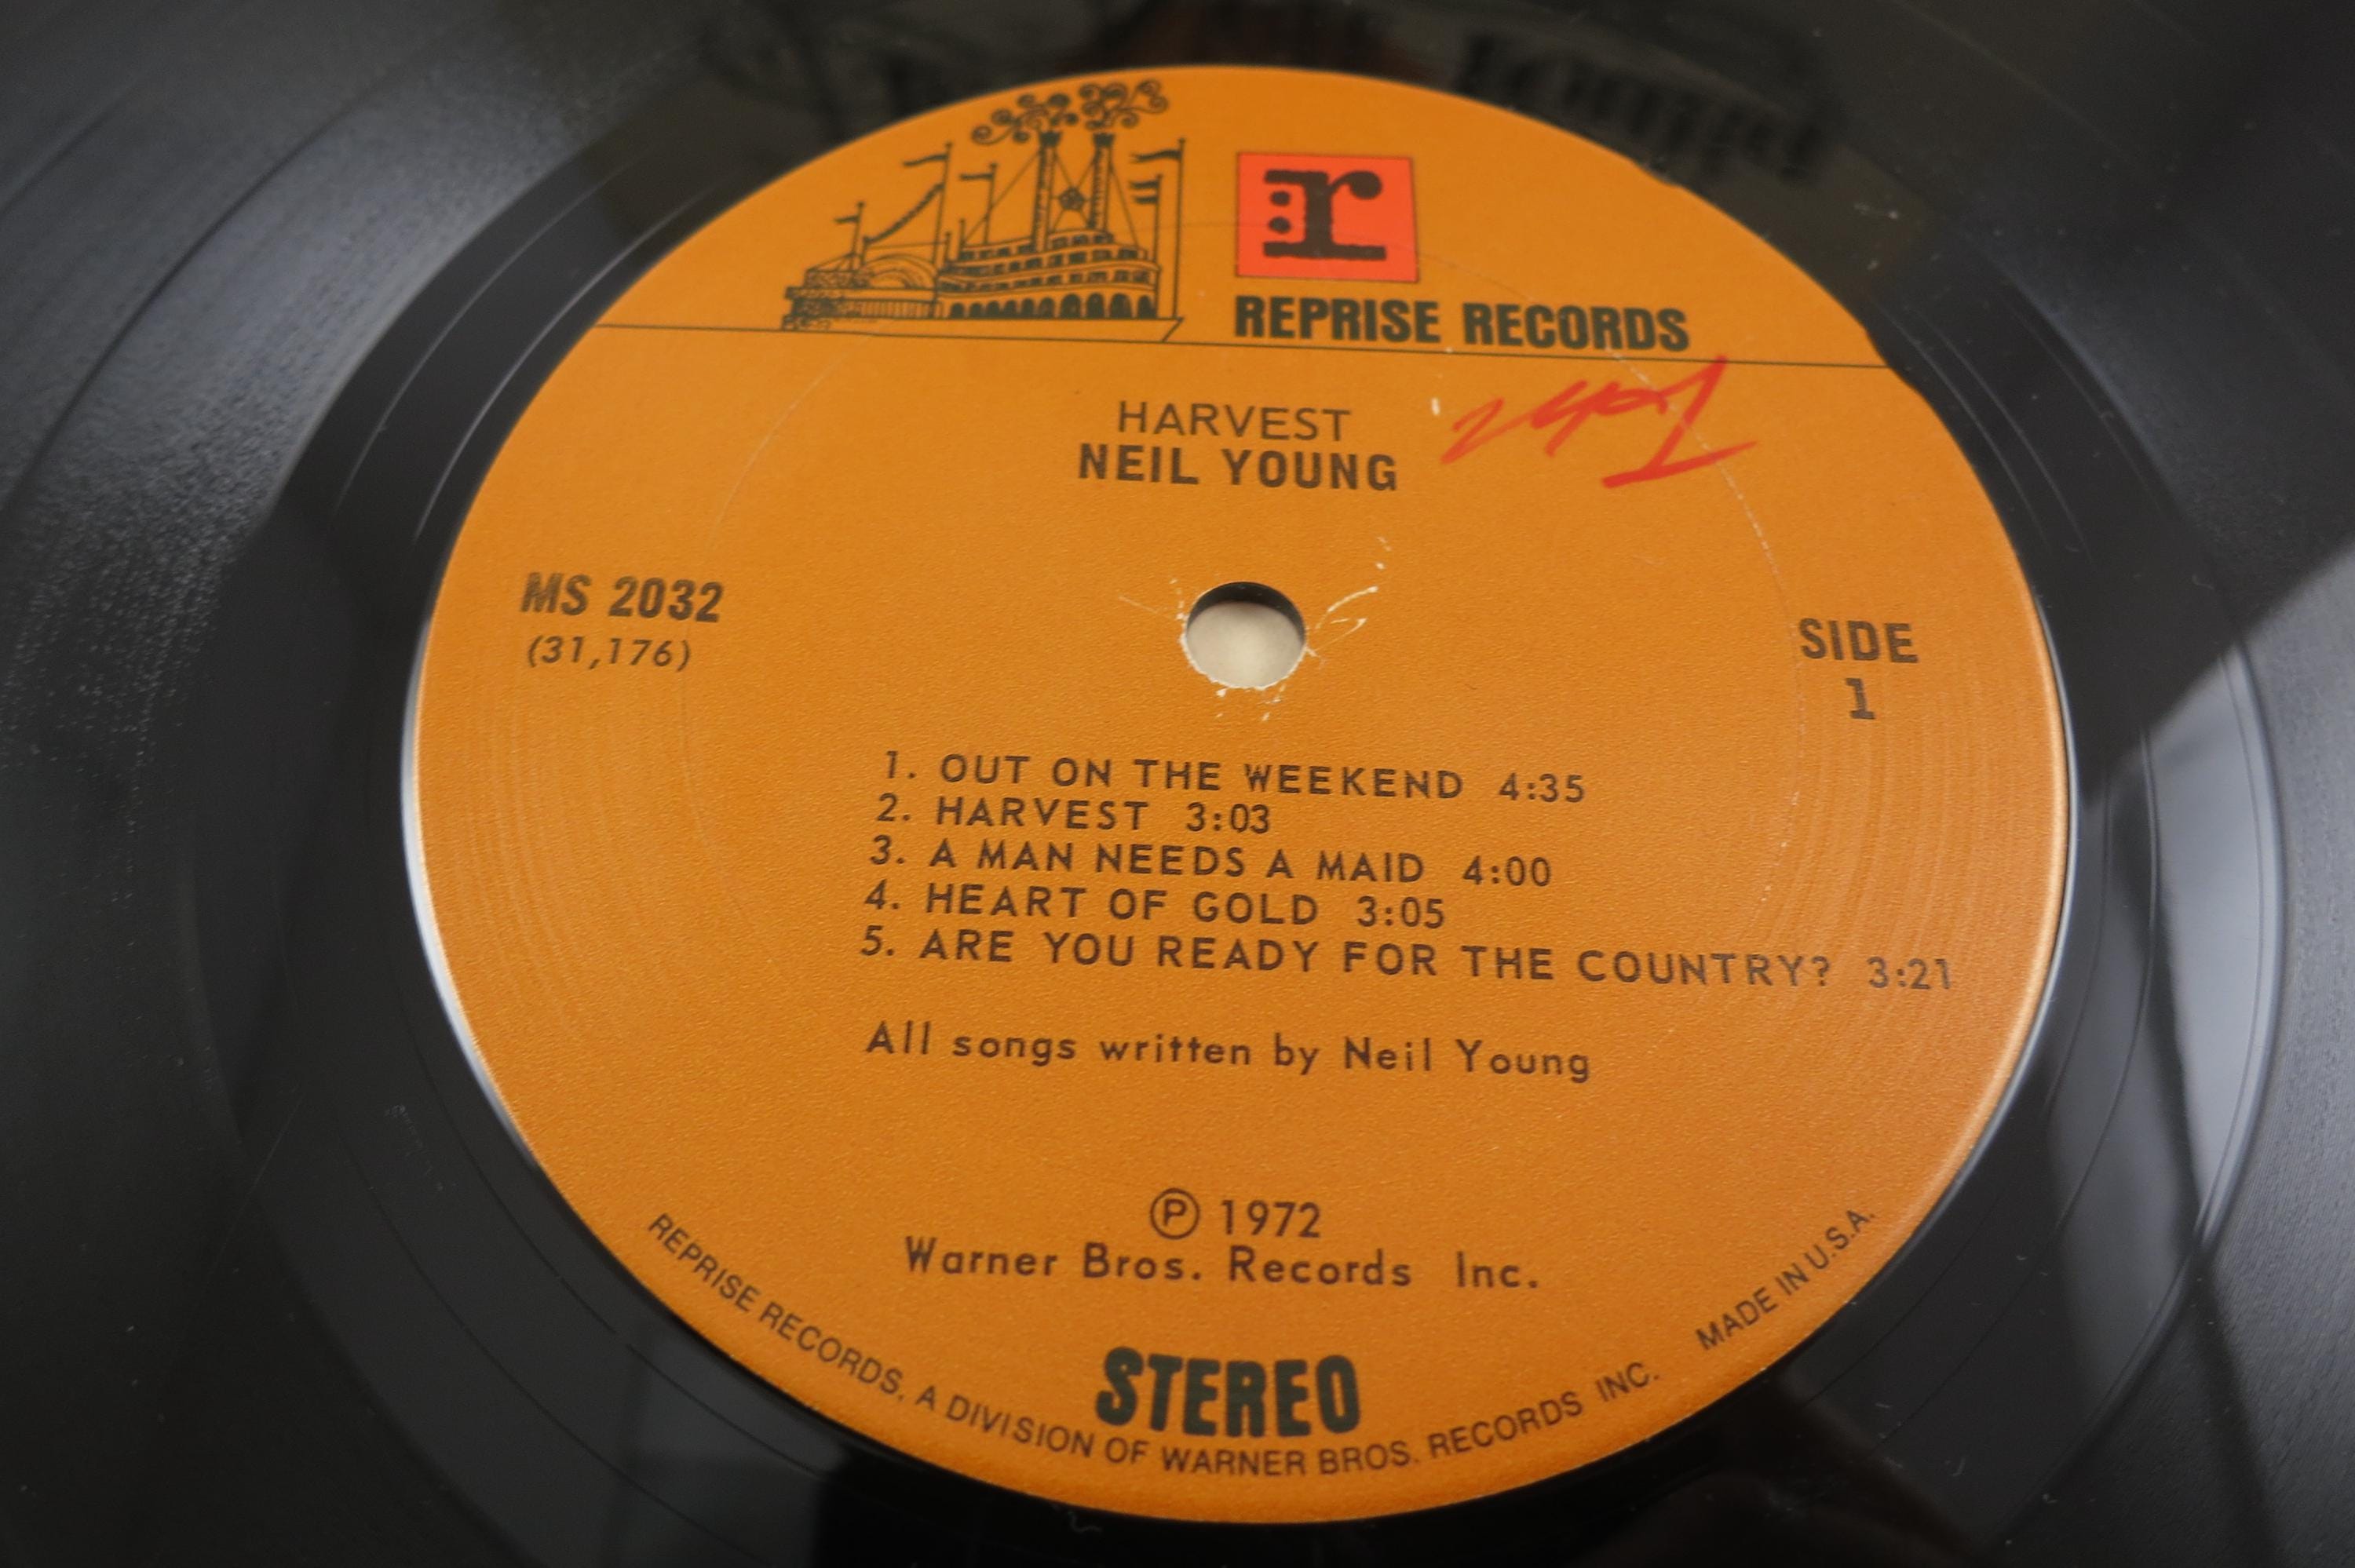 r
REPRISE RECORDS
HARVEST
NEIL YOUNG
MS 2032
(31,176)
SIDE
1
1. OUT ON THE WEEKEND 4:35
2. HARVEST 3:03
3. A MAN NEEDS A MAID 4:00
4. HEART OF GOLD 3:05
5. ARE YOU READY FOR THE COUNTRY? 3:21
All songs written by Neil Young
Ⓟ 1972
Warner Bros. Records Inc.
STEREO
REPRISE RECORDS, A DIVISION OF WARNER BROS. RECORDS INC. MADE IN U.S.A.